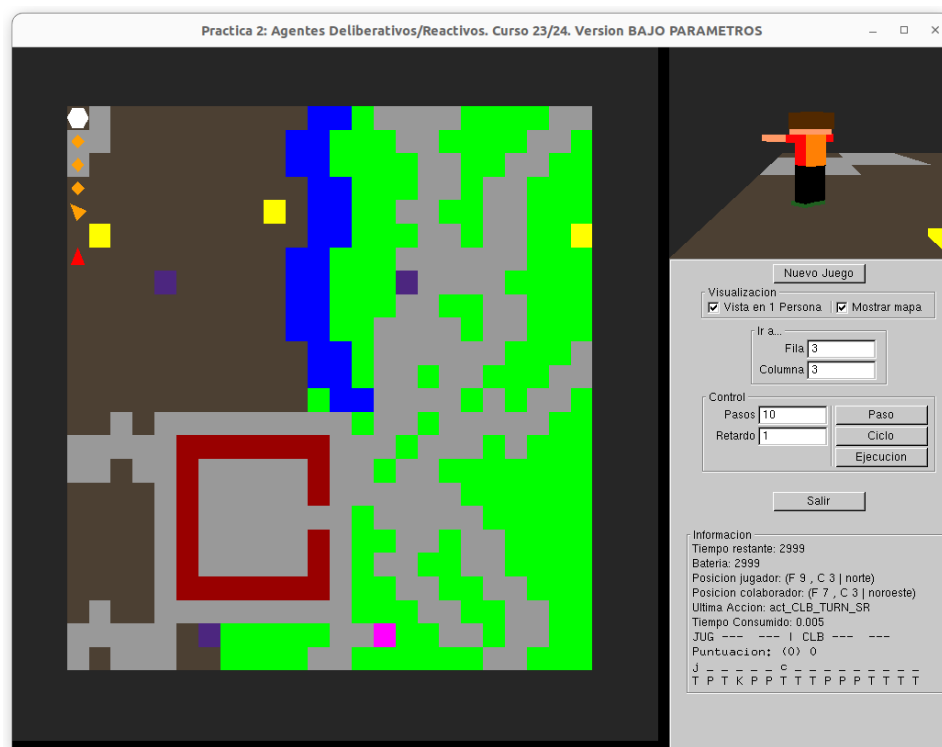 Practica 2: Agentes Deliberativos/Reactivos. Curso 23/24. Version BAJO PARAMETROS
Nuevo Juego
Visualizacion
Vista en 1 Persona
Mostrar mapa
Ir a...
Fila 3
Columna 3
Control
Pasos 10 Paso
Retardo 1 Ciclo
Ejecucion
Salir
Informacion
Tiempo restante: 2999
Bateria: 2999
Posicion jugador: (F 9 , C 3 | norte)
Posicion colaborador: (F 7 , C 3 | noroeste)
Ultima Accion: act_CLB_TURN_SR
Tiempo Consumido: 0.005
JUG --- --- | CLB --- ---
Puntuacion: (0) 0
j _ _ _ _ _ c _ _ _ _ _ _ _ _ _
T P T K P P T T T P P P T T T T